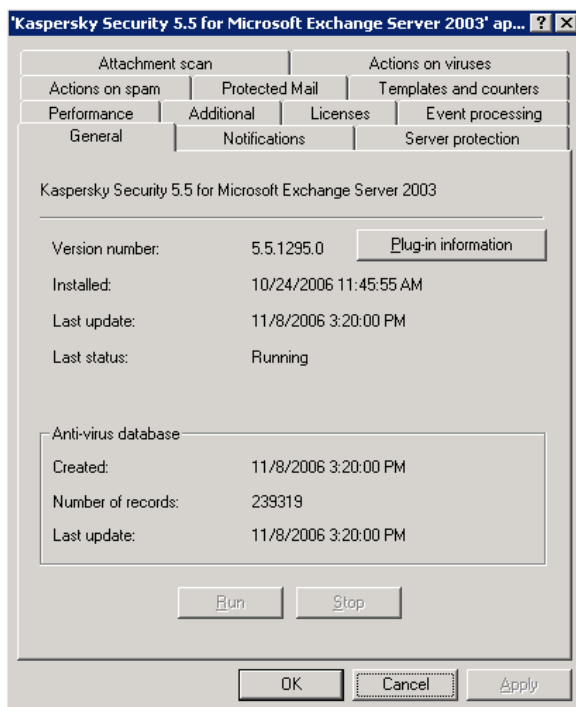 'Kaspersky Security 5.5 for Microsoft Exchange Server 2003' ap... ? X
Attachment scan Actions on viruses
Actions on spam Protected Mail Templates and counters
Performance Additional Licenses Event processing
General Notifications Server protection
Kaspersky Security 5.5 for Microsoft Exchange Server 2003
Version number: 5.5.1295.0 Plug-in information
Installed: 10/24/2006 11:45:55 AM
Last update: 11/8/2006 3:20:00 PM
Last status: Running
Anti-virus database
Created: 11/8/2006 3:20:00 PM
Number of records: 239319
Last update: 11/8/2006 3:20:00 PM
Run Stop
OK Cancel Apply